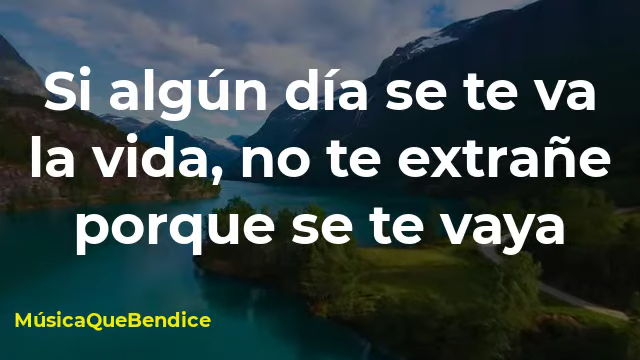 Si algún día se te va
la vida, no te extrañe
porque se te vaya
MúsicaQueBendice